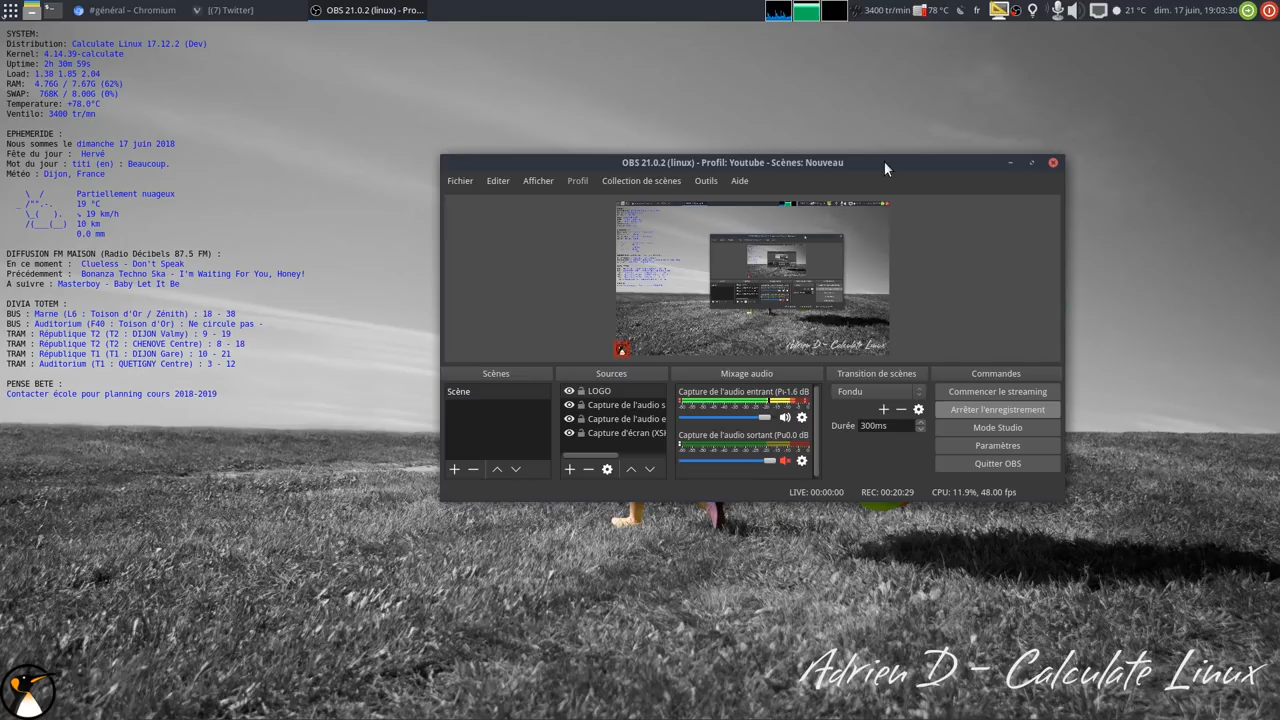 #général – Chromium
[(7) Twitter]
OBS 21.0.2 (linux) - Pro...
3400 tr/min
78 °C
fr
21 °C
dim. 17 juin, 19:03:30
SYSTEM:
Distribution: Calculate Linux 17.12.2 (Dev)
Kernel: 4.14.39-calculate
Uptime: 2h 30m 59s
Load: 1.38 1.85 2.04
RAM: 4.76G / 7.67G (62%)
SWAP: 768K / 8.00G (0%)
Temperature: +78.0°C
Ventilo: 3400 tr/mn
EPHEMERIDE :
Nous sommes le dimanche 17 juin 2018
Fête du jour : Hervé
Mot du jour : titi (en) : Beaucoup.
Météo : Dijon, France
Partiellement nuageux
19 °C
↘ 19 km/h
10 km
0.0 mm
DIFFUSION FM MAISON (Radio Décibels 87.5 FM) :
En ce moment : Clueless - Don't Speak
Précédemment : Bonanza Techno Ska - I'm Waiting For You, Honey!
A suivre : Masterboy - Baby Let It Be
DIVIA TOTEM :
BUS : Marne (L6 : Toison d'Or / Zénith) : 18 - 38
BUS : Auditorium (F40 : Toison d'Or) : Ne circule pas -
TRAM : République T2 (T2 : DIJON Valmy) : 9 - 19
TRAM : République T2 (T2 : CHENOVE Centre) : 8 - 18
TRAM : République T1 (T1 : DIJON Gare) : 10 - 21
TRAM : Auditorium (T1 : QUETIGNY Centre) : 3 - 12
PENSE BETE :
Contacter école pour planning cours 2018-2019
OBS 21.0.2 (linux) - Profil: Youtube - Scènes: Nouveau
Fichier Editer Afficher Profil Collection de scènes Outils Aide
Adrien D - Calculate Linux
Scènes
Scène
Sources
LOGO
Capture de l'audio s
Capture de l'audio e
Capture d'écran (XSH
Mixage audio
Capture de l'audio entrant (P -1.6 dB
Capture de l'audio sortant (Pu 0.0 dB
Transition de scènes
Fondu
Durée 300ms
Commandes
Commencer le streaming
Arrêter l'enregistrement
Mode Studio
Paramètres
Quitter OBS
LIVE: 00:00:00 REC: 00:20:29 CPU: 11.9%, 48.00 fps
Adrien D - Calculate Linux